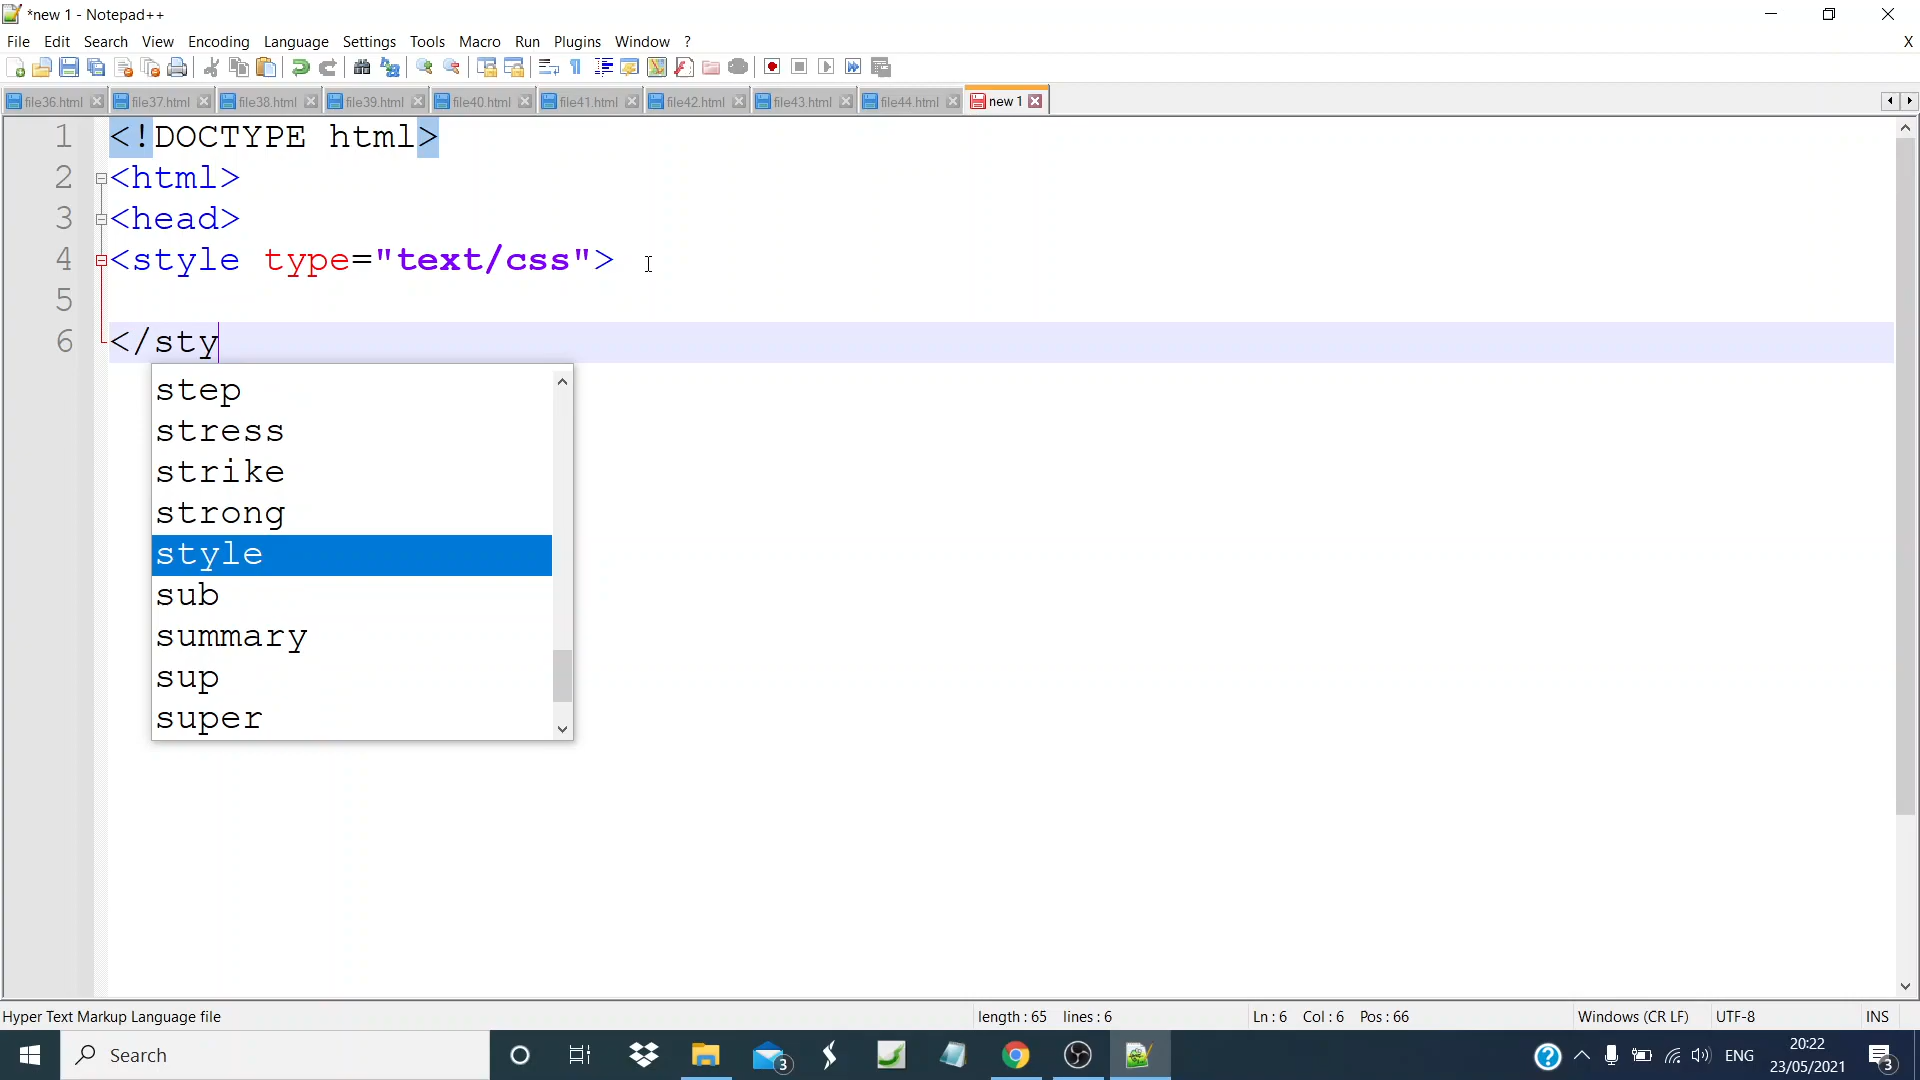 *new 1 - Notepad++
File Edit Search View Encoding Language Settings Tools Macro Run Plugins Window ? X
file36.html file37.html file38.html file39.html file40.html file41.html file42.html file43.html file44.html new 1
1 <!DOCTYPE html>
2 <html>
3 <head>
4 <style type="text/css">
5
6 </sty
step
stress
strike
strong
style
sub
summary
sup
super
Hyper Text Markup Language file length : 65 lines : 6 Ln : 6 Col : 6 Pos : 66 Windows (CR LF) UTF-8 INS
Search 3 ENG 20:22 3
23/05/2021